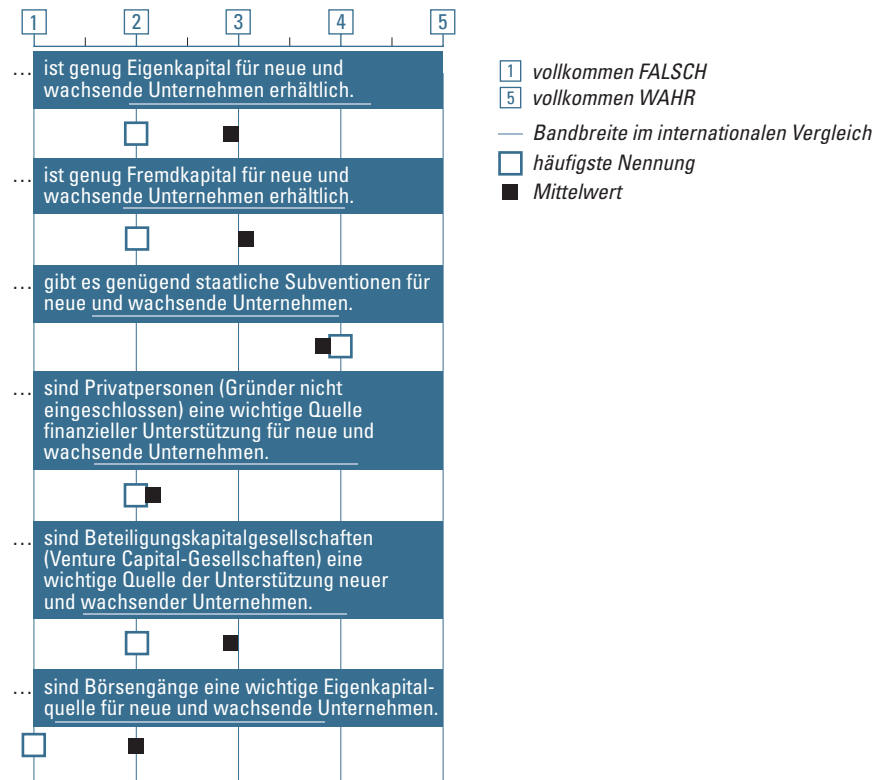 1 2 3 4 5
… ist genug Eigenkapital für neue und
wachsende Unternehmen erhältlich.
… ist genug Fremdkapital für neue und
wachsende Unternehmen erhältlich.
… gibt es genügend staatliche Subventionen für
neue und wachsende Unternehmen.
… sind Privatpersonen (Gründer nicht
eingeschlossen) eine wichtige Quelle
finanzieller Unterstützung für neue und
wachsende Unternehmen.
… sind Beteiligungskapitalgesellschaften
(Venture Capital-Gesellschaften) eine
wichtige Quelle der Unterstützung neuer
und wachsender Unternehmen.
… sind Börsengänge eine wichtige Eigenkapital-
quelle für neue und wachsende Unternehmen.
1 vollkommen FALSCH
5 vollkommen WAHR
Bandbreite im internationalen Vergleich
häufigste Nennung
Mittelwert